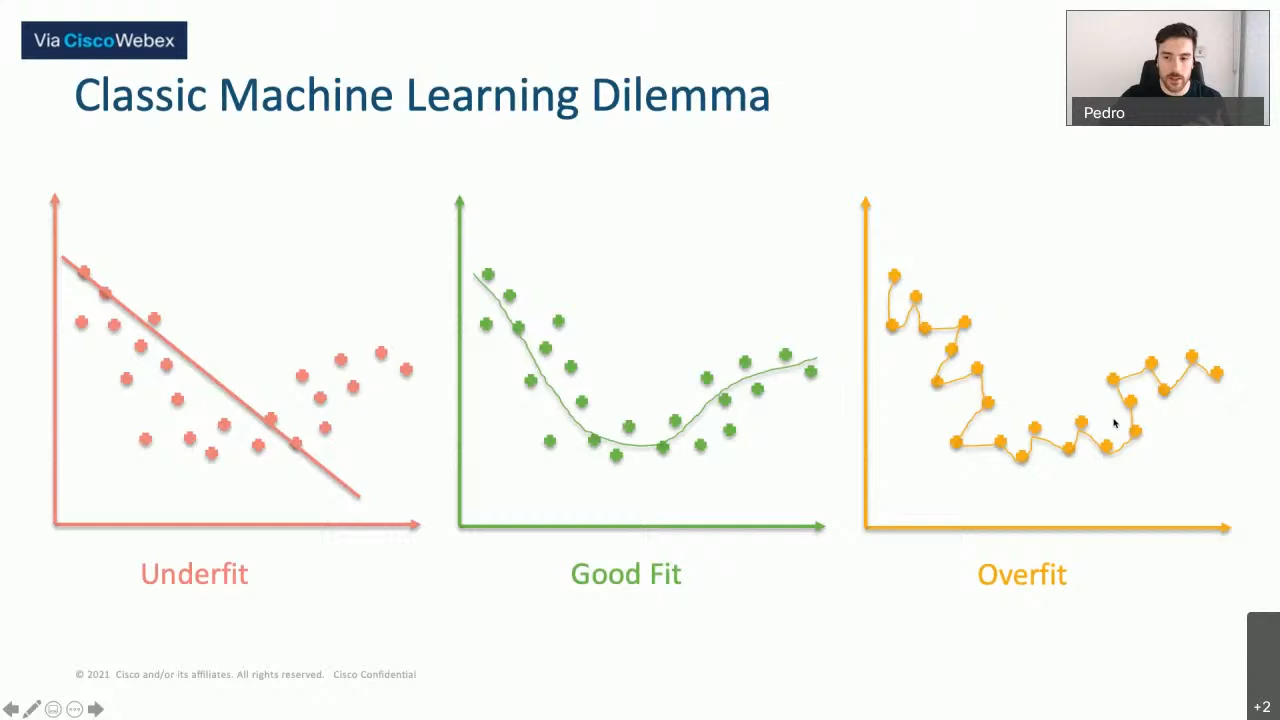 Via CiscoWebex
Classic Machine Learning Dilemma
Pedro
Underfit
Good Fit
Overfit
© 2021 Cisco and/or its affiliates. All rights reserved. Cisco Confidential
+2